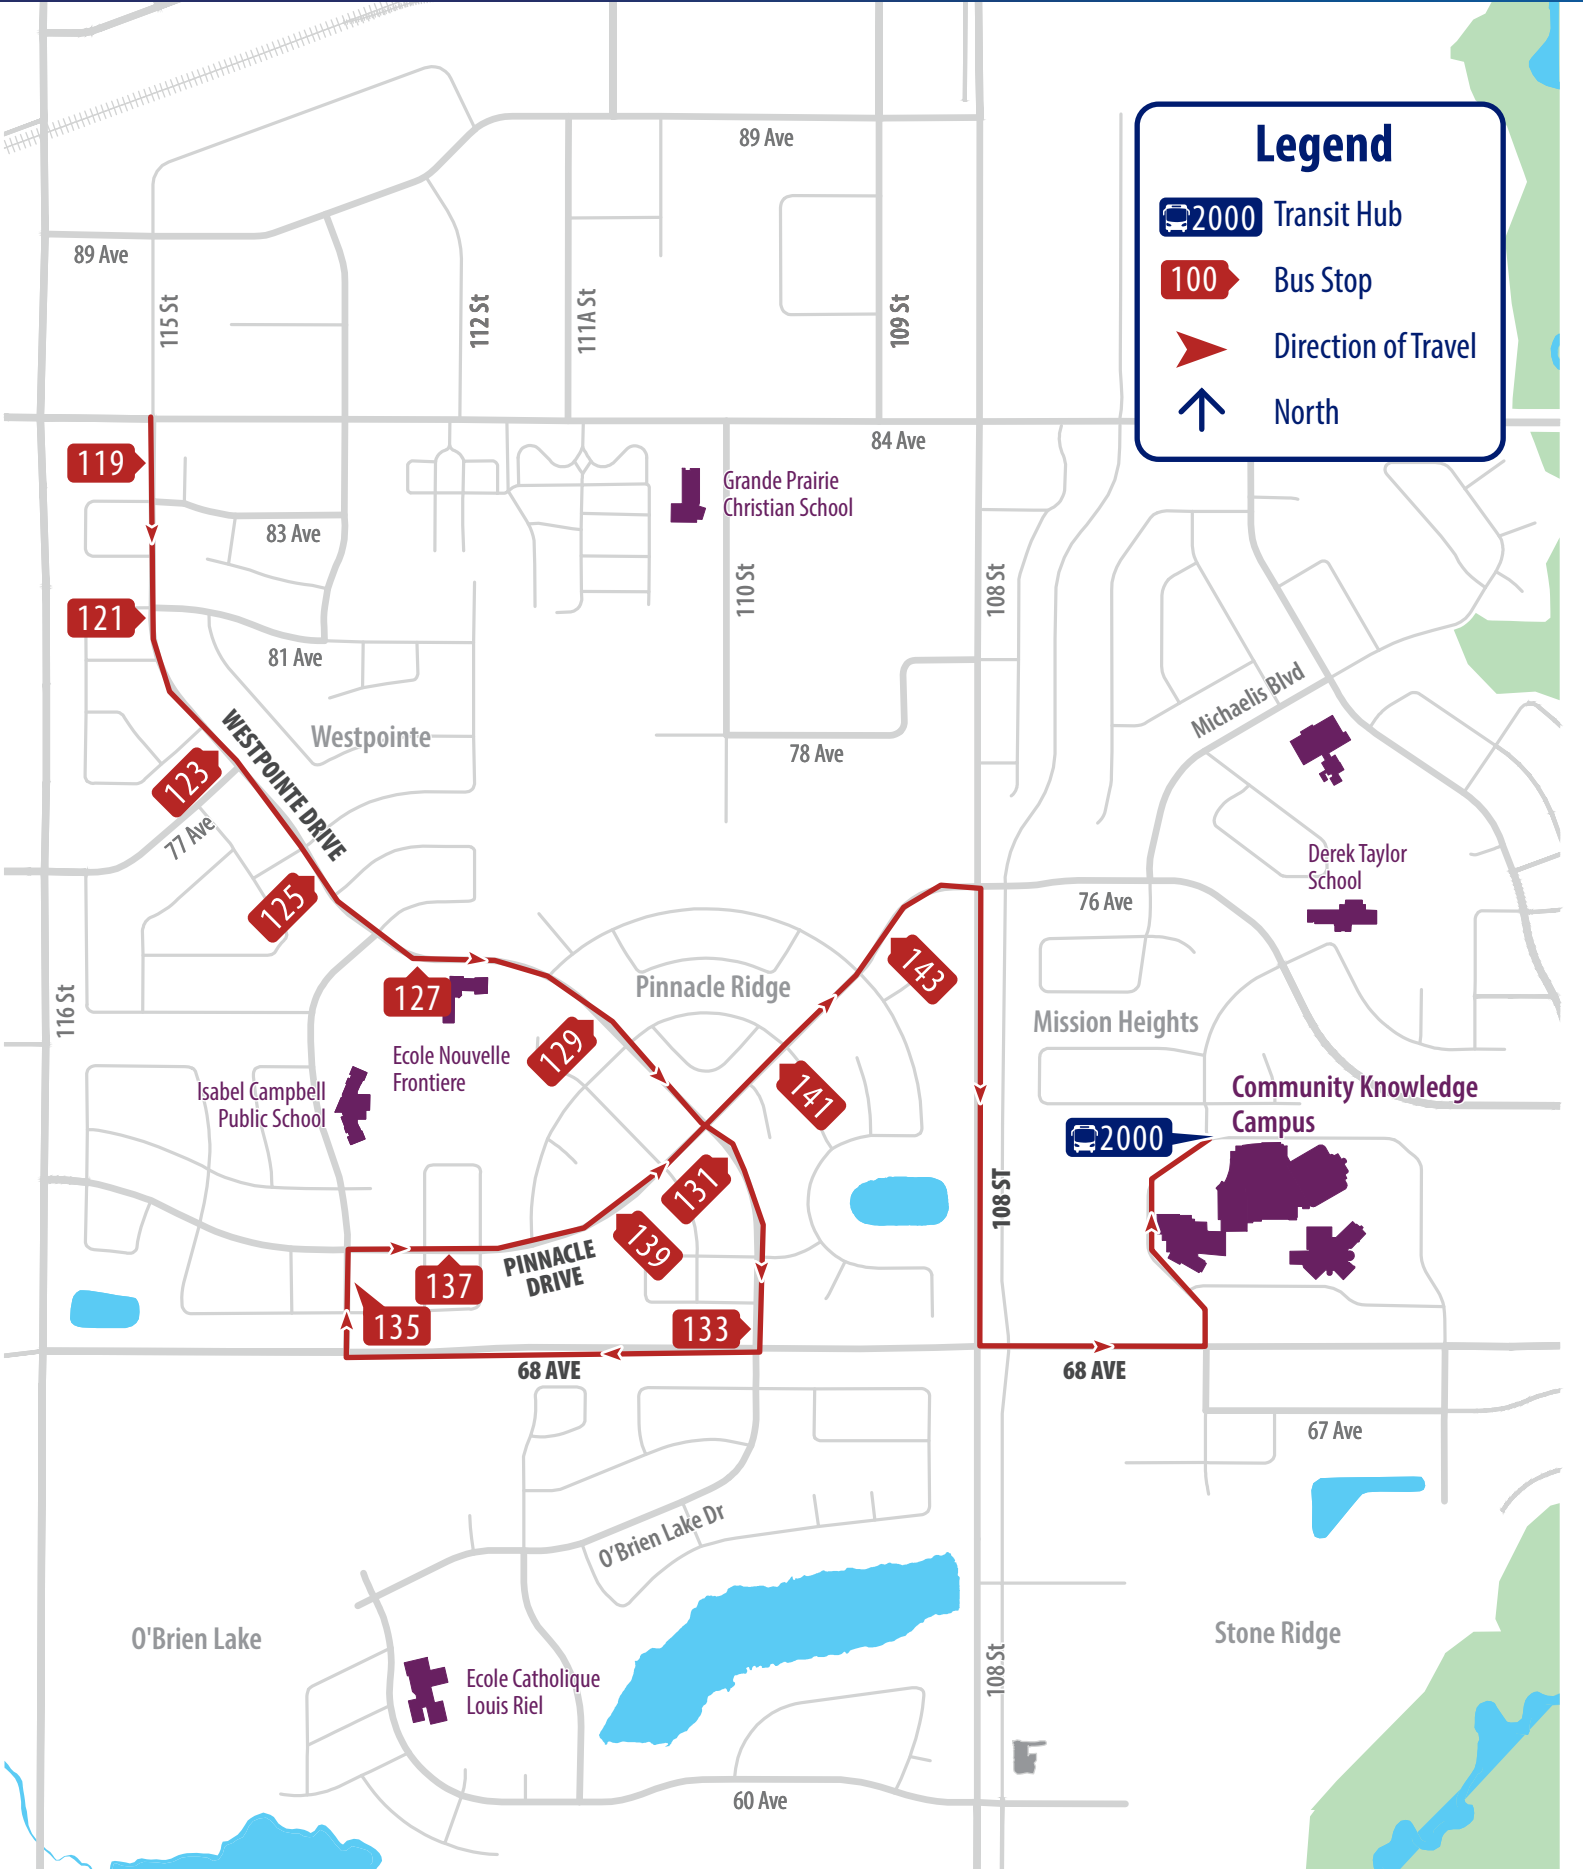 Legend
2000
Transit Hub
100
Bus Stop
Direction of Travel
North
89 Ave
89 Ave
115 St
112 St
111A St
109 St
84 Ave
119
Grande Prairie
Christian School
83 Ave
110 St
108 St
121
81 Ave
Michaelis Blvd
WESTPOINTE DRIVE
Westpointe
78 Ave
123
77 Ave
Derek Taylor
School
125
76 Ave
143
Pinnacle Ridge
127
116 St
Mission Heights
129
Ecole Nouvelle
Frontiere
Isabel Campbell
Public School
141
Community Knowledge
Campus
2000
131
108 ST
139
PINNACLE
DRIVE
137
135
133
68 AVE
68 AVE
67 Ave
O'Brien Lake Dr
O'Brien Lake
Stone Ridge
108 St
Ecole Catholique
Louis Riel
60 Ave